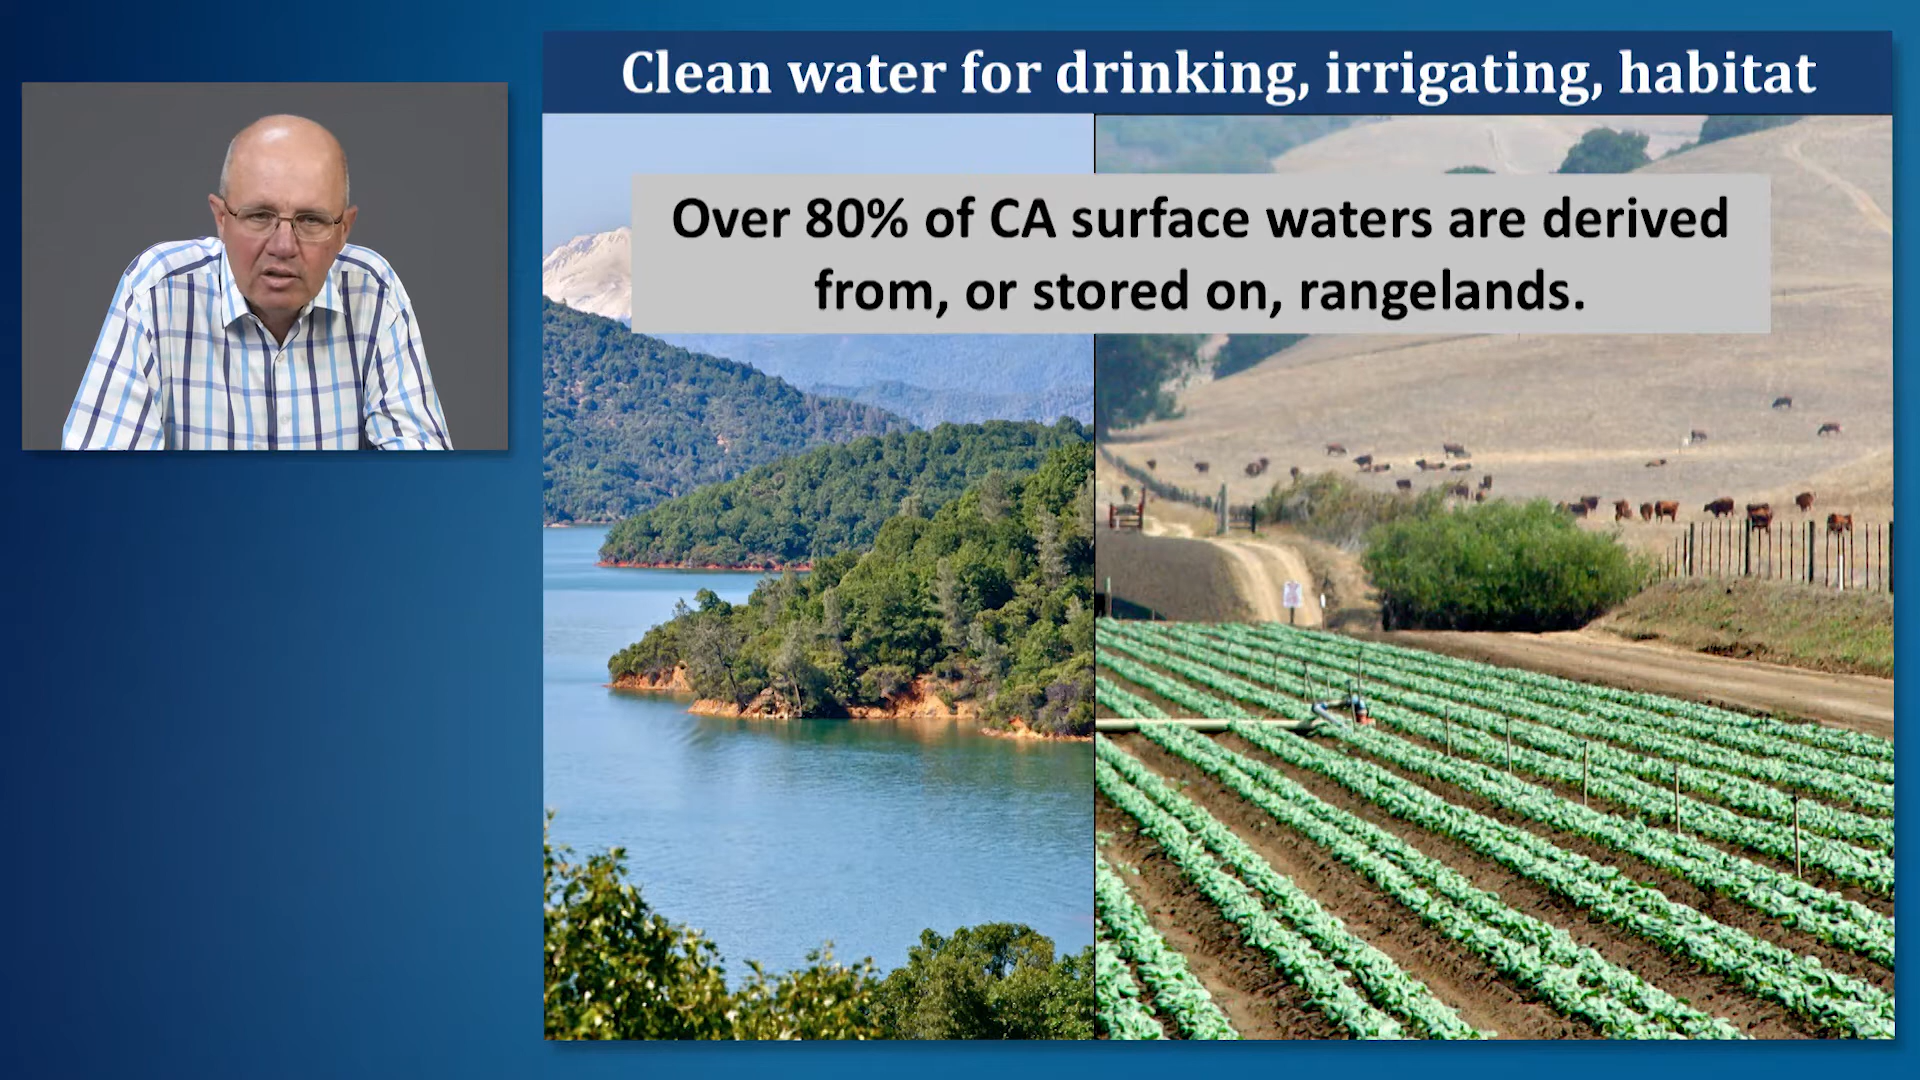 Clean water for drinking, irrigating, habitat
Over 80% of CA surface waters are derived
from, or stored on, rangelands.